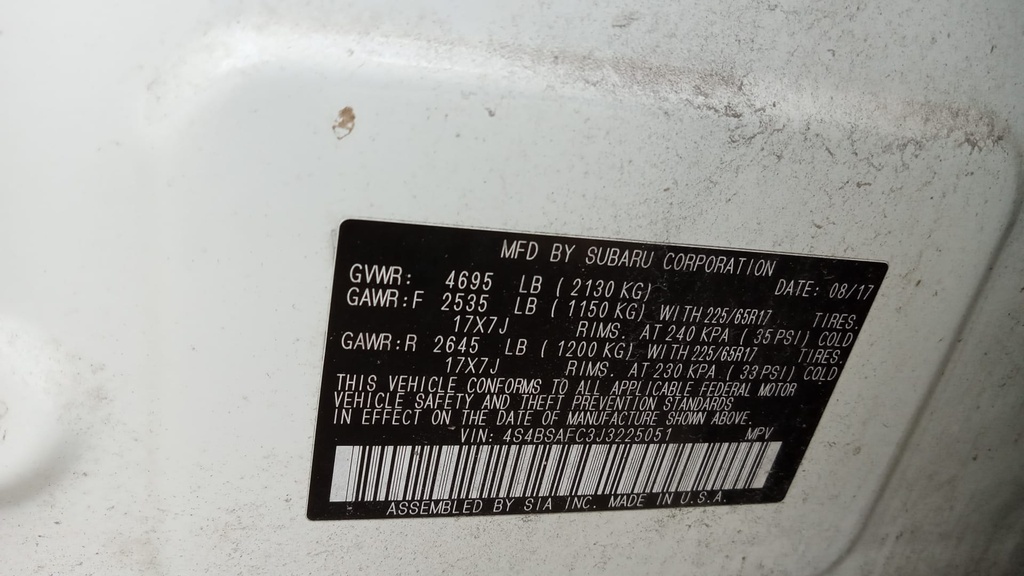 MFD BY SUBARU CORPORATION
GVWR: 4695 LB ( 2130 KG) DATE: 08/17
GAWR:F 2535 LB ( 1150 KG) WITH 225/65R17 TIRES.
17X7J RIMS. AT 240 KPA ( 35 PSI) COLD
GAWR:R 2645 LB ( 1200 KG) WITH 225/65R17 TIRES.
17X7J RIMS. AT 230 KPA ( 33 PSI) COLD
THIS VEHICLE CONFORMS TO ALL APPLICABLE FEDERAL MOTOR
VEHICLE SAFETY AND THEFT PREVENTION STANDARDS
IN EFFECT ON THE DATE OF MANUFACTURE SHOWN ABOVE.
VIN: 4S4BSAFC3J3225051 MPV
ASSEMBLED BY SIA INC. MADE IN U.S.A.